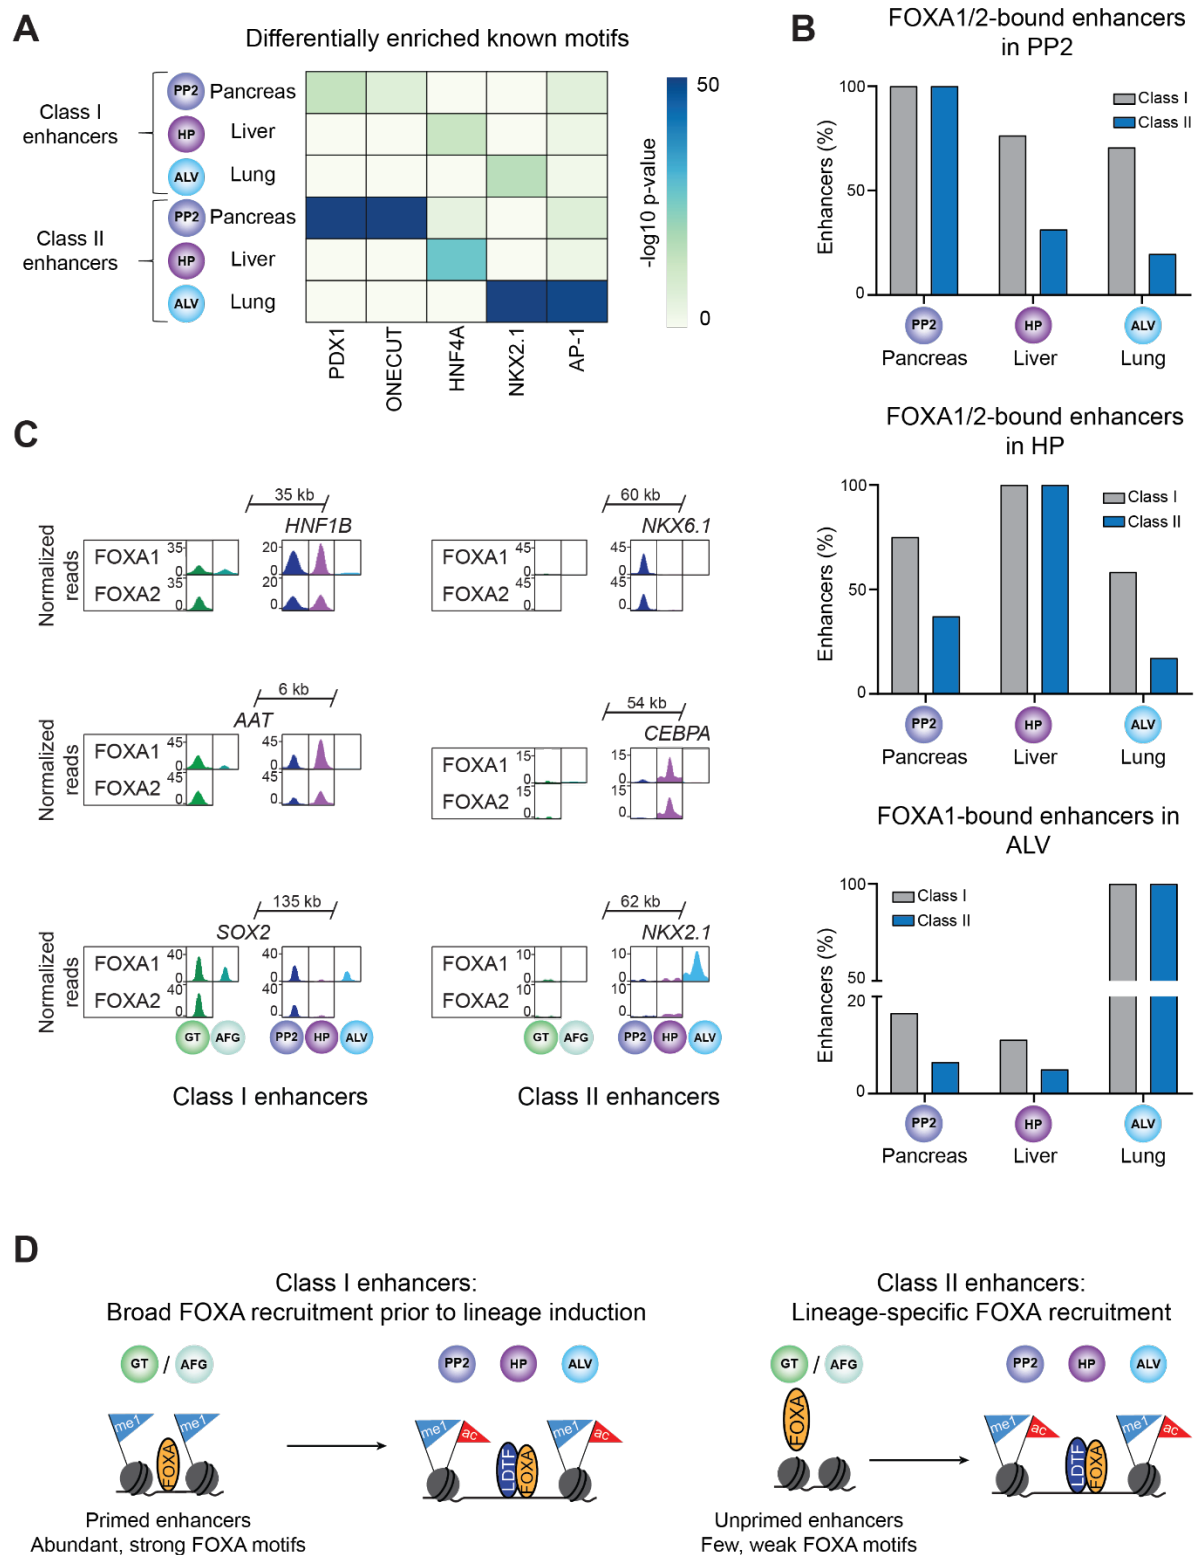 A
Differentially enriched known motifs
Class I
enhancers
PP2 Pancreas
HP Liver
ALV Lung
Class II
enhancers
PP2 Pancreas
HP Liver
ALV Lung
PDX1
ONECUT
HNF4A
NKX2.1
AP-1
50
0
-log10 p-value
B
FOXA1/2-bound enhancers
in PP2
Enhancers (%)
100
50
0
Class I
Class II
PP2
HP
ALV
Pancreas
Liver
Lung
FOXA1/2-bound enhancers
in HP
Enhancers (%)
100
50
0
Class I
Class II
PP2
HP
ALV
Pancreas
Liver
Lung
FOXA1-bound enhancers in
ALV
Enhancers (%)
100
50
20
0
Class I
Class II
PP2
HP
ALV
Pancreas
Liver
Lung
C
35 kb
HNF1B
Normalized
reads
FOXA1
35
0
20
0
FOXA2
35
0
20
0
60 kb
NKX6.1
FOXA1
45
0
45
0
FOXA2
45
0
45
0
6 kb
AAT
Normalized
reads
FOXA1
45
0
45
0
FOXA2
45
0
45
0
54 kb
CEBPA
FOXA1
15
0
15
0
FOXA2
15
0
15
0
135 kb
SOX2
Normalized
reads
FOXA1
40
0
40
0
FOXA2
40
0
40
0
62 kb
NKX2.1
FOXA1
10
0
10
0
FOXA2
10
0
10
0
GT AFG PP2 HP ALV
GT AFG PP2 HP ALV
Class I enhancers
Class II enhancers
D
Class I enhancers:
Broad FOXA recruitment prior to lineage induction
GT / AFG
PP2 HP ALV
me1 FOXA me1
me1 ac LDTF FOXA me1 ac
Primed enhancers
Abundant, strong FOXA motifs
Class II enhancers:
Lineage-specific FOXA recruitment
GT / AFG
PP2 HP ALV
FOXA
me1 ac LDTF FOXA me1 ac
Unprimed enhancers
Few, weak FOXA motifs